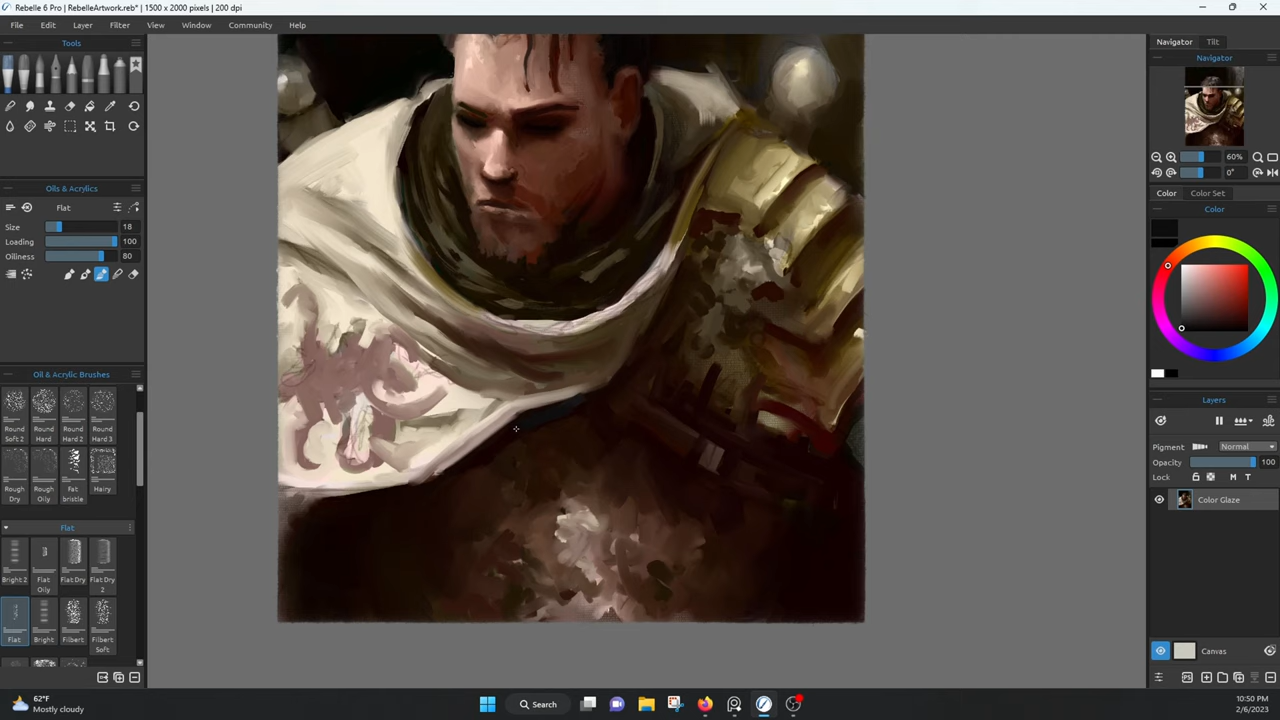 Rebelle 6 Pro | RebelleArtwork.reb* | 1500 x 2000 pixels | 200 dpi
File Edit Layer Filter View Window Community Help
Tools
Oils & Acrylics
Flat
Size 18
Loading 100
Oiliness 80
Oil & Acrylic Brushes
Round Soft 2
Round Hard
Round Hard 2
Round Hard 3
Rough Dry
Rough Oily
Fat bristle
Hairy
Flat
Bright 2
Flat Oily
Flat Dry
Flat Dry 2
Flat
Bright
Filbert
Filbert Soft
Navigator Tilt
Navigator
60%
0°
Color Color Set
Color
Layers
Pigment Normal
Opacity 100
Lock M T
Color Glaze
Canvas
PS
62°F
Mostly cloudy
Search
10:50 PM
2/6/2023